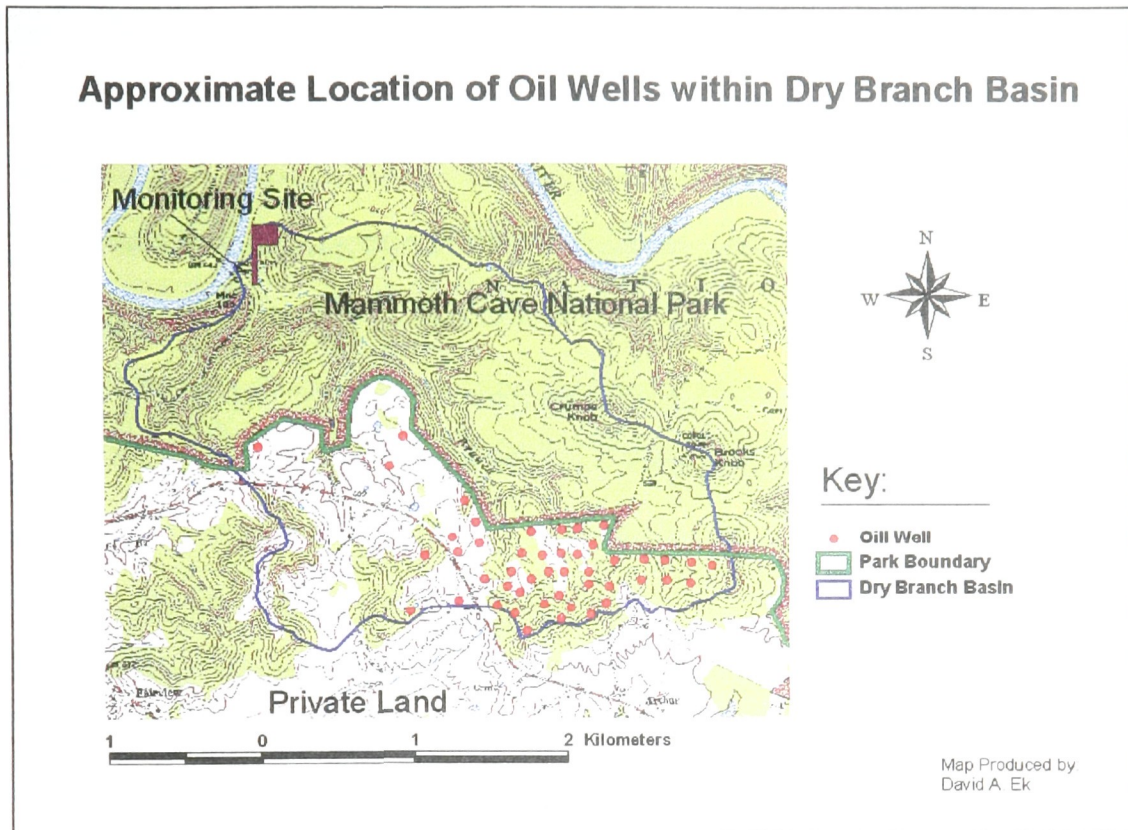 Approximate Location of Oil Wells within Dry Branch Basin
Monitoring Site
N A T I O
Mammoth Cave National Park
Crumps
Knob
Brooks
Knob
Private Land
Arthur
N
W E
S
Key:
Oill Well
Park Boundary
Dry Branch Basin
1 0 1 2 Kilometers
Map Produced by
David A. Ek